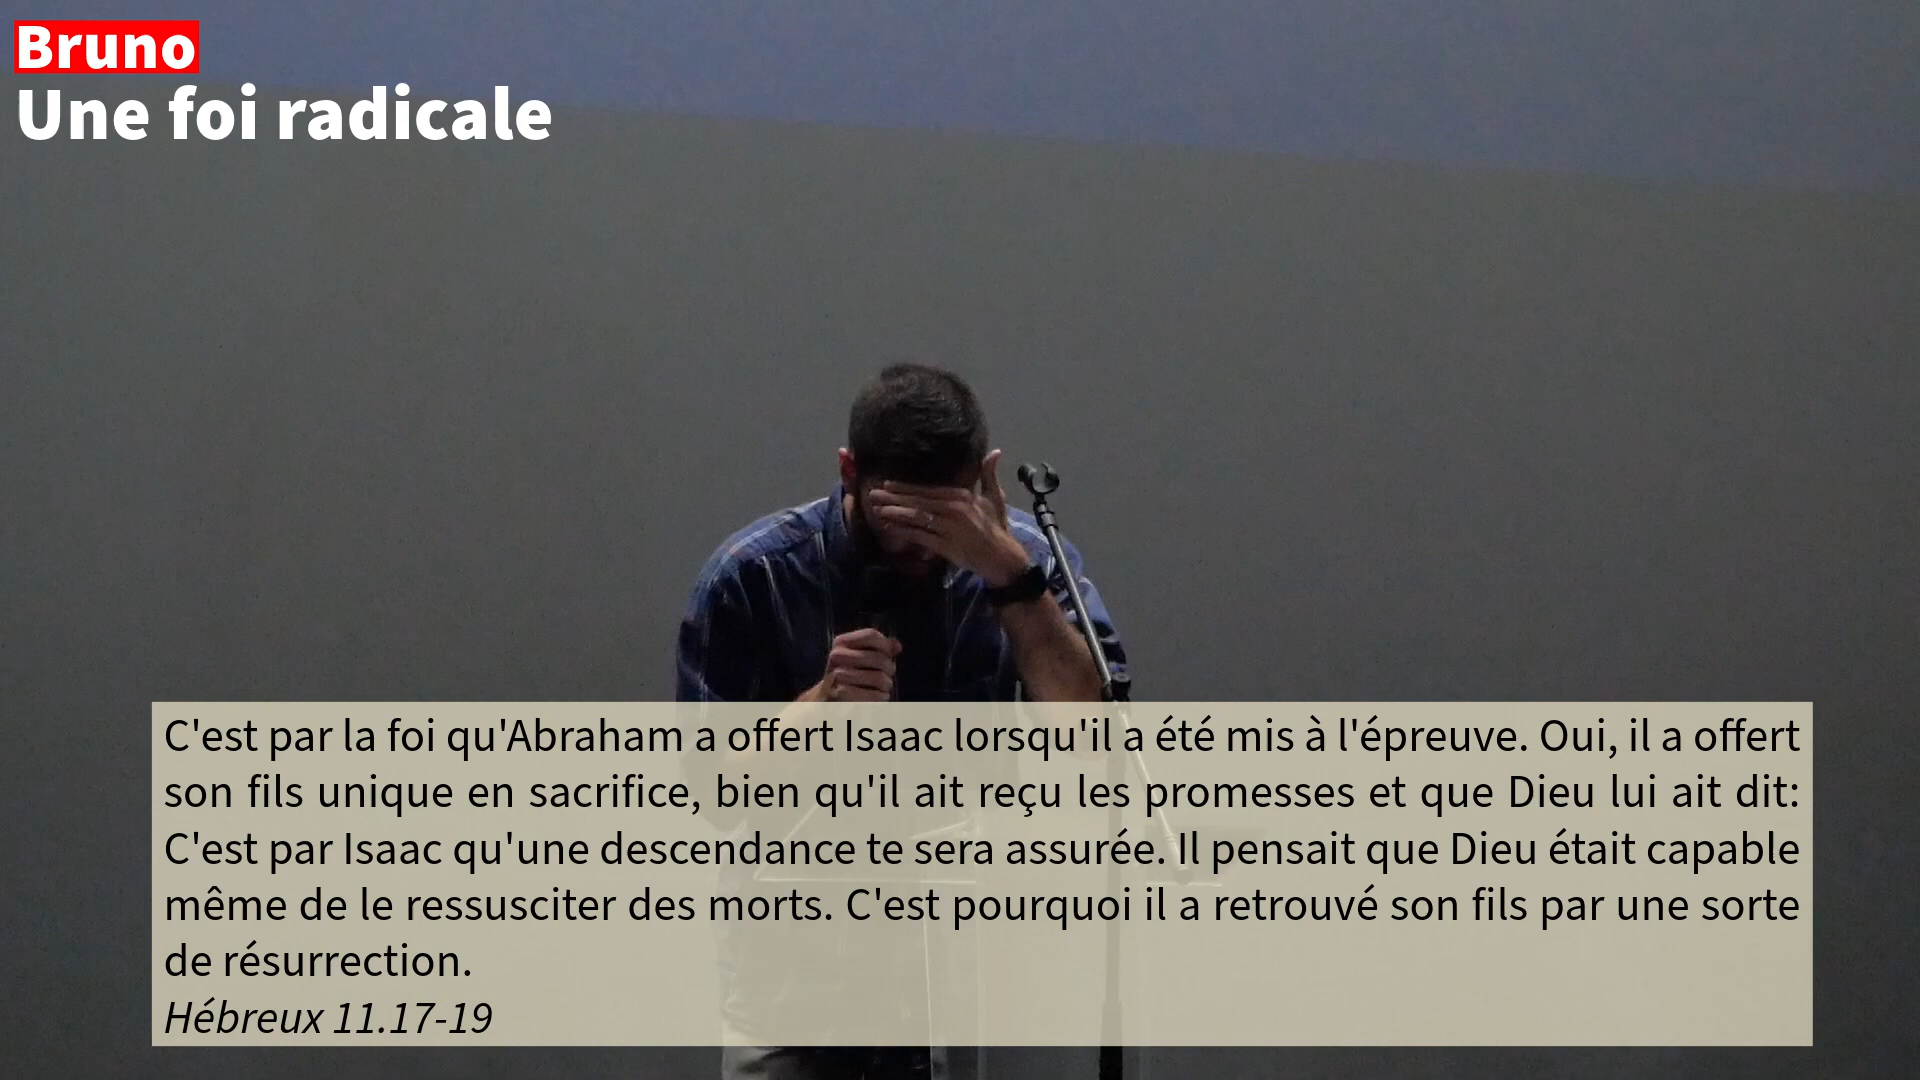 Bruno
Une foi radicale
C'est par la foi qu'Abraham a offert Isaac lorsqu'il a été mis à l'épreuve. Oui, il a offert
son fils unique en sacrifice, bien qu'il ait reçu les promesses et que Dieu lui ait dit:
C'est par Isaac qu'une descendance te sera assurée. Il pensait que Dieu était capable
même de le ressusciter des morts. C'est pourquoi il a retrouvé son fils par une sorte
de résurrection.
Hébreux 11.17-19